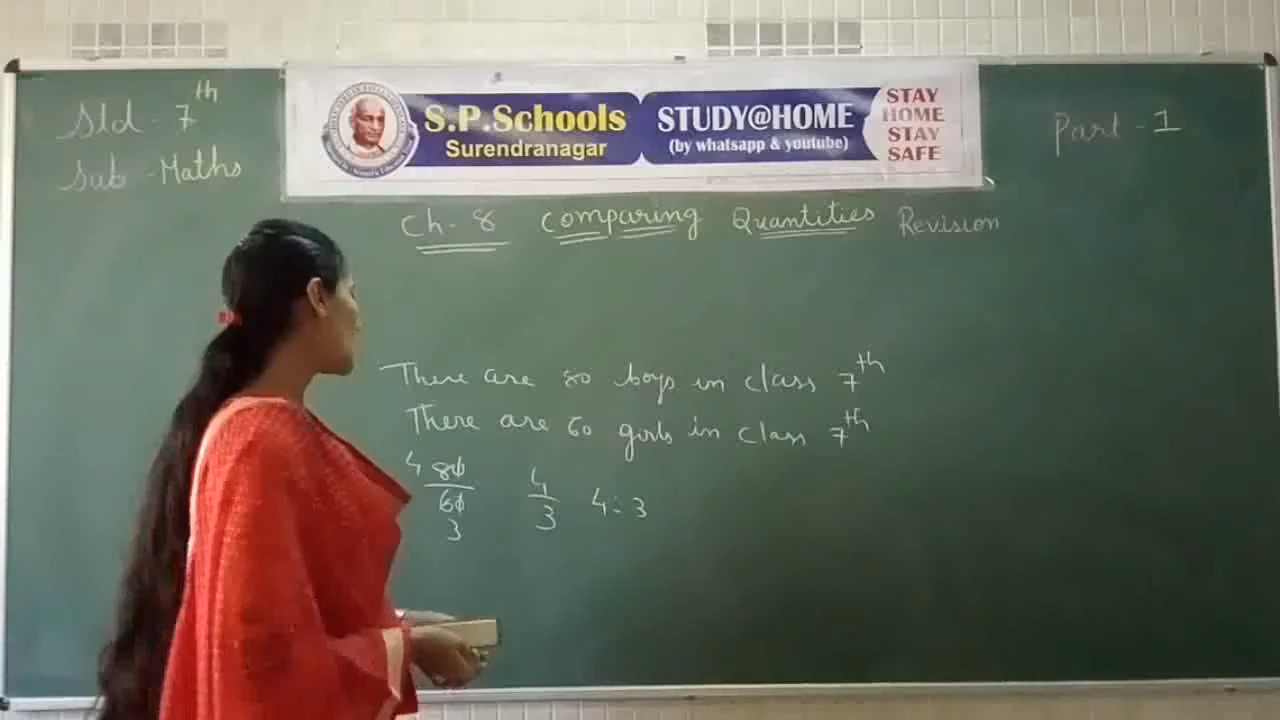 Std - 7th
Sub - Maths
S.P.Schools
Surendranagar
STUDY@HOME
(by whatsapp & youtube)
STAY
HOME
STAY
SAFE
Part - 1
Ch. 8 Comparing Quantities Revision
There are 80 boys in class 7th
There are 60 girls in class 7th
4 80 4
60 3 4:3
3